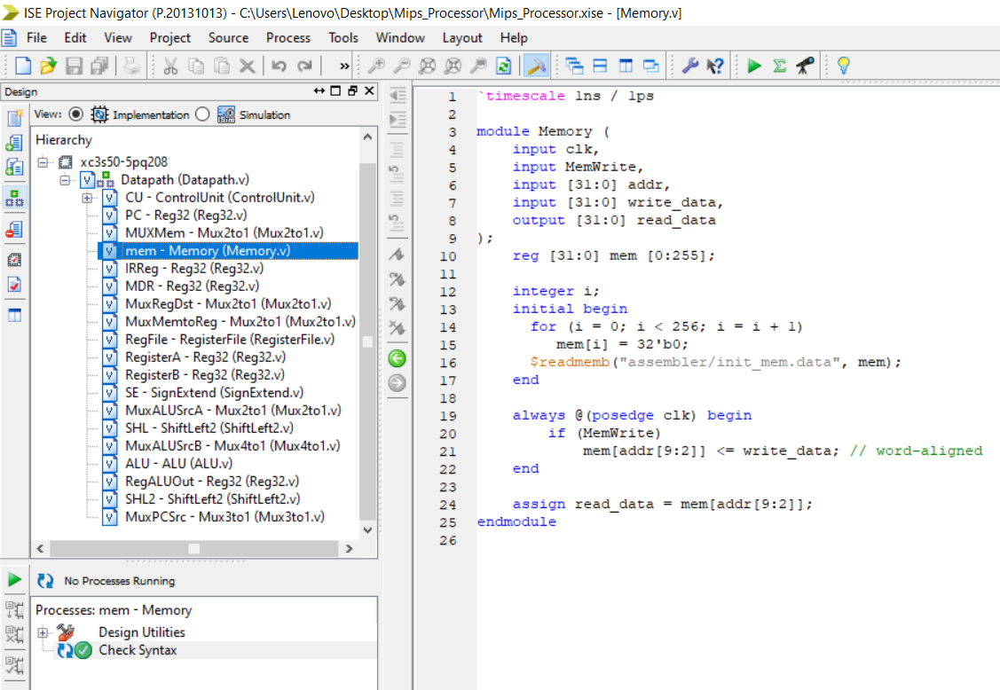 ISE Project Navigator (P.20131013) - C:\Users\Lenovo\Desktop\Mips_Processor\Mips_Processor.xise - [Memory.v]
File Edit View Project Source Process Tools Window Layout Help
Design
View: Implementation Simulation
Hierarchy
xc3s50-5pq208
Datapath (Datapath.v)
CU - ControlUnit (ControlUnit.v)
PC - Reg32 (Reg32.v)
MUXMem - Mux2to1 (Mux2to1.v)
mem - Memory (Memory.v)
IRReg - Reg32 (Reg32.v)
MDR - Reg32 (Reg32.v)
MuxRegDst - Mux2to1 (Mux2to1.v)
MuxMemtoReg - Mux2to1 (Mux2to1.v)
RegFile - RegisterFile (RegisterFile.v)
RegisterA - Reg32 (Reg32.v)
RegisterB - Reg32 (Reg32.v)
SE - SignExtend (SignExtend.v)
MuxALUSrcA - Mux2to1 (Mux2to1.v)
SHL - ShiftLeft2 (ShiftLeft2.v)
MuxALUSrcB - Mux4to1 (Mux4to1.v)
ALU - ALU (ALU.v)
RegALUOut - Reg32 (Reg32.v)
SHL2 - ShiftLeft2 (ShiftLeft2.v)
MuxPCSrc - Mux3to1 (Mux3to1.v)
No Processes Running
Processes: mem - Memory
Design Utilities
Check Syntax
1 `timescale 1ns / 1ps
2
3 module Memory (
4     input clk,
5     input MemWrite,
6     input [31:0] addr,
7     input [31:0] write_data,
8     output [31:0] read_data
9 );
10     reg [31:0] mem [0:255];
11
12     integer i;
13     initial begin
14       for (i = 0; i < 256; i = i + 1)
15          mem[i] = 32'b0;
16       $readmemb("assembler/init_mem.data", mem);
17     end
18
19     always @(posedge clk) begin
20         if (MemWrite)
21             mem[addr[9:2]] <= write_data; // word-aligned
22     end
23
24     assign read_data = mem[addr[9:2]];
25 endmodule
26